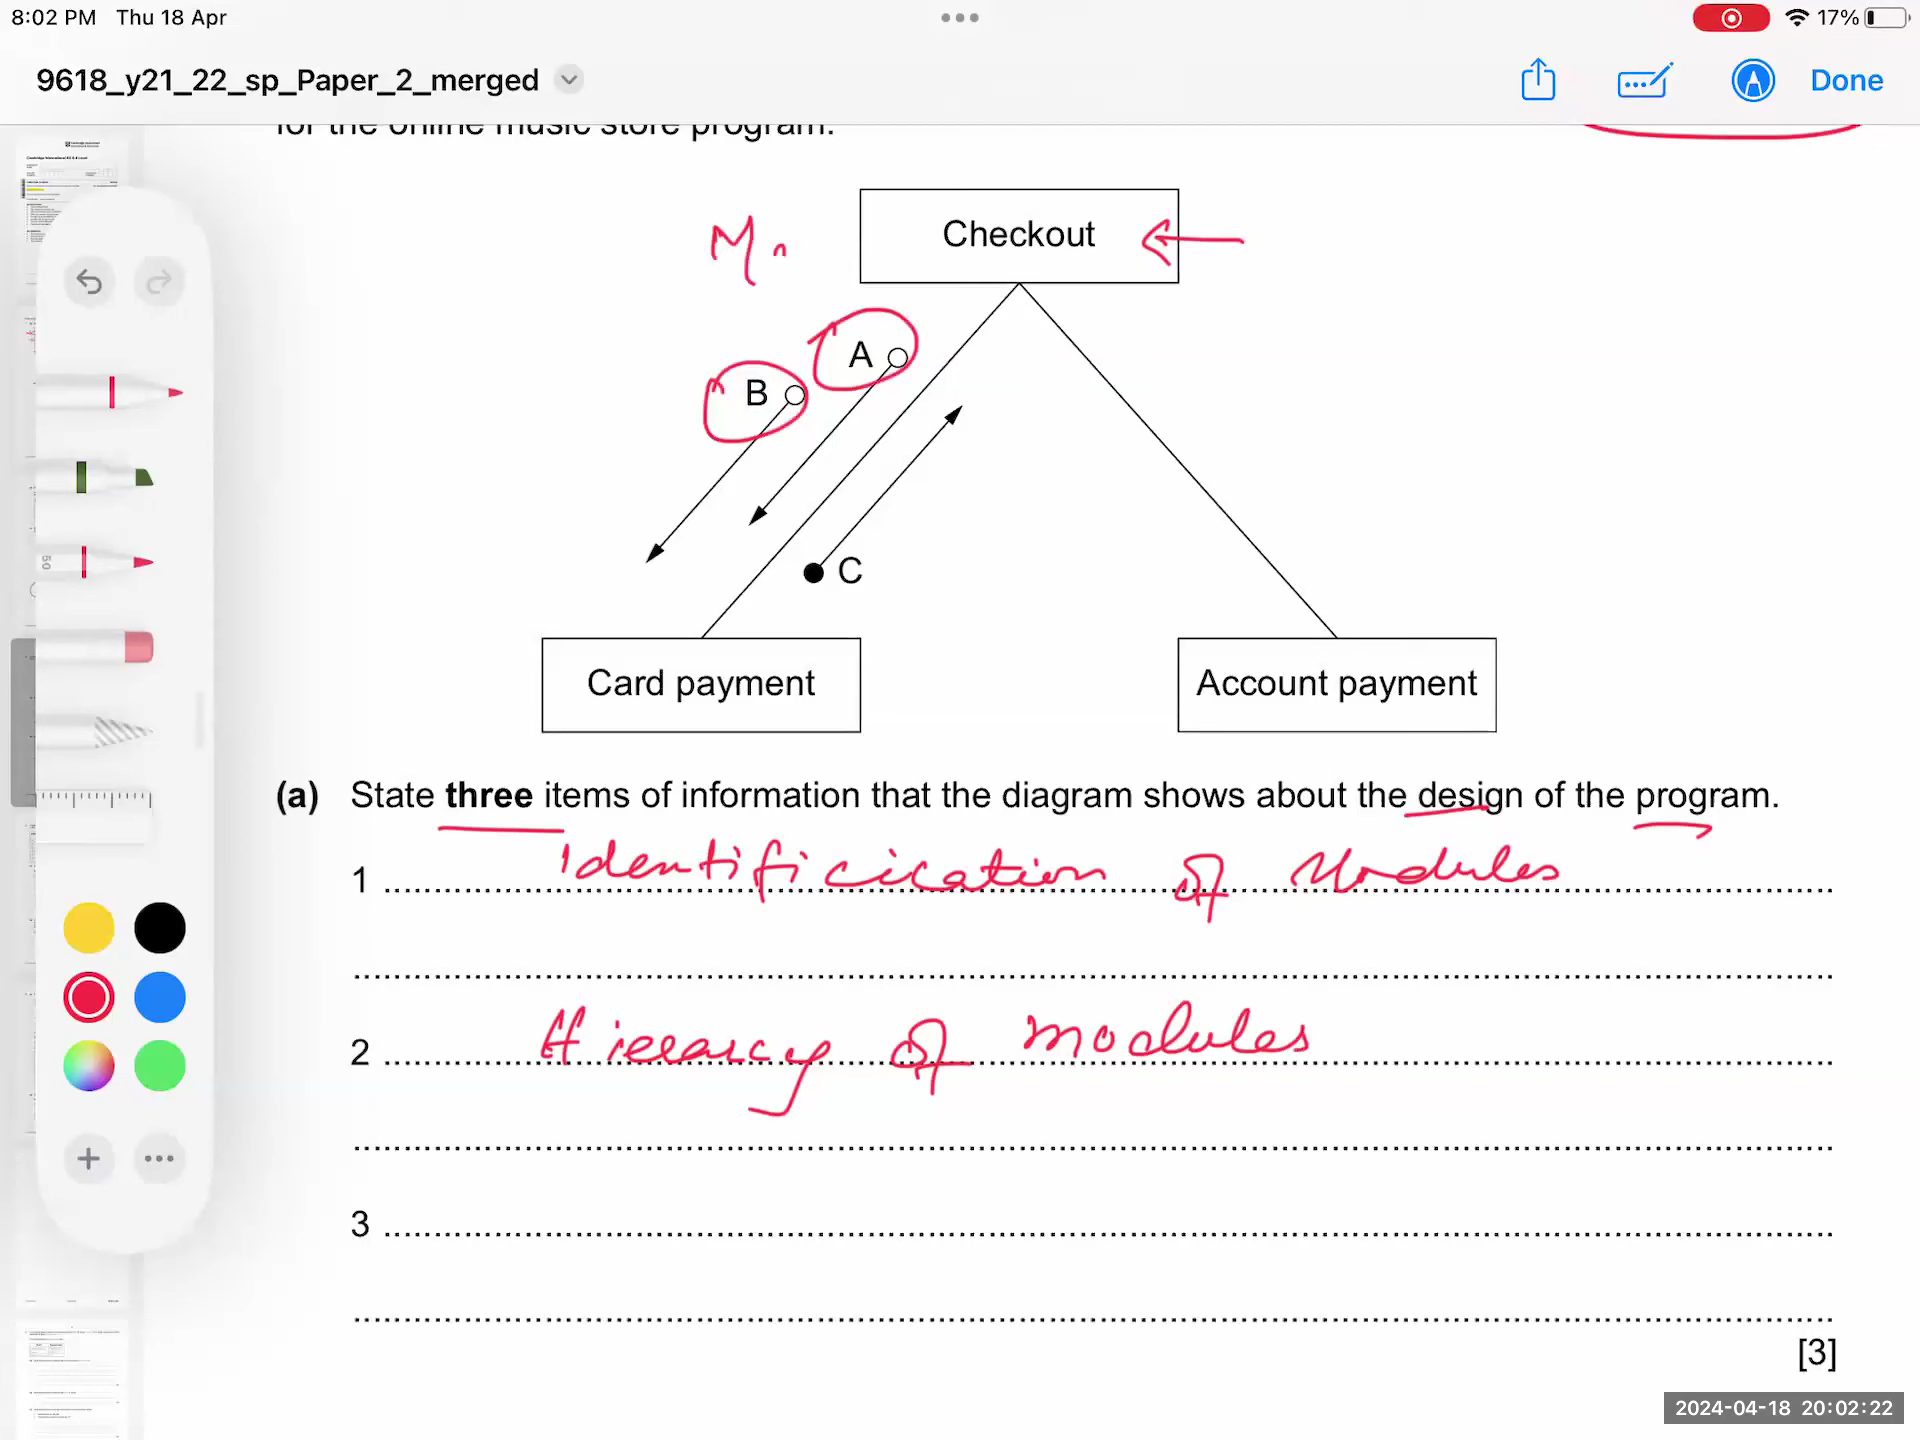 8:02 PM Thu 18 Apr
17%
9618_y21_22_sp_Paper_2_merged
Done
for the online music store program.
M
Checkout
A
B
C
Card payment
Account payment
(a) State three items of information that the diagram shows about the design of the program.
1 Identificication of Modules
2 Hierarcy of modules
3
[3]
50
2024-04-18 20:02:22